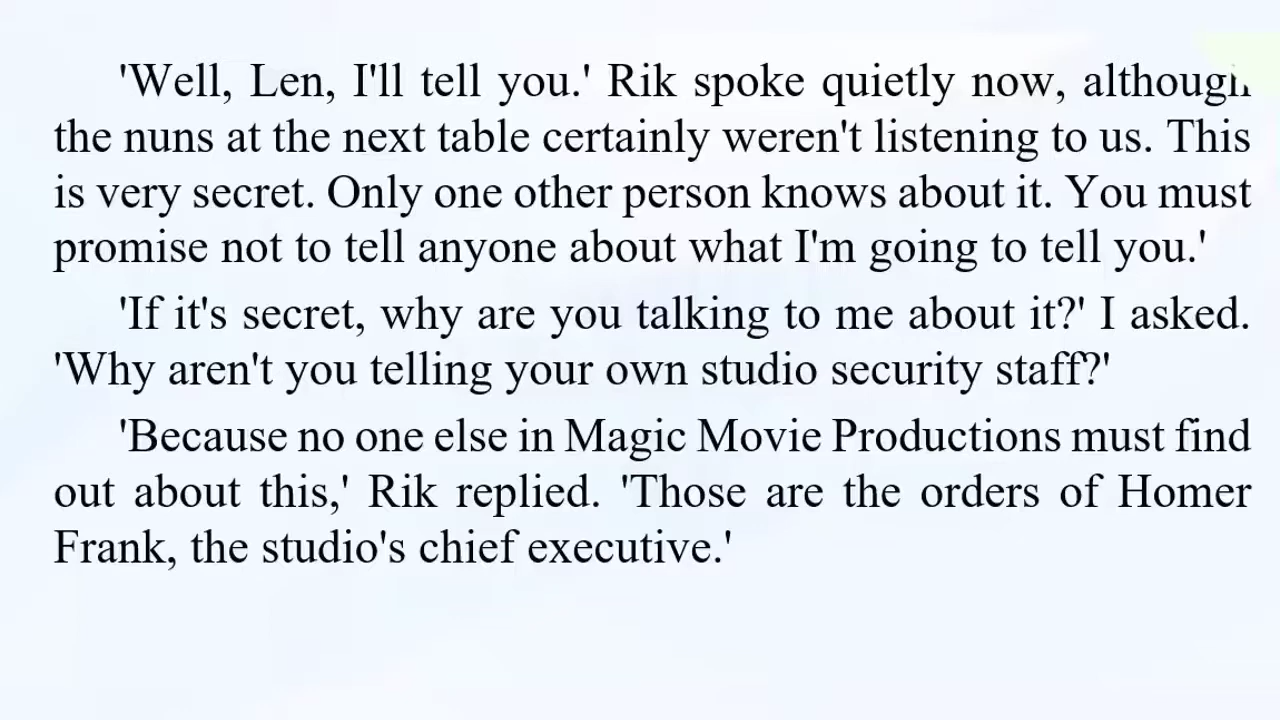 'Well, Len, I'll tell you.' Rik spoke quietly now, although
the nuns at the next table certainly weren't listening to us. This
is very secret. Only one other person knows about it. You must
promise not to tell anyone about what I'm going to tell you.'
'If it's secret, why are you talking to me about it?' I asked.
'Why aren't you telling your own studio security staff?'
'Because no one else in Magic Movie Productions must find
out about this,' Rik replied. 'Those are the orders of Homer
Frank, the studio's chief executive.'